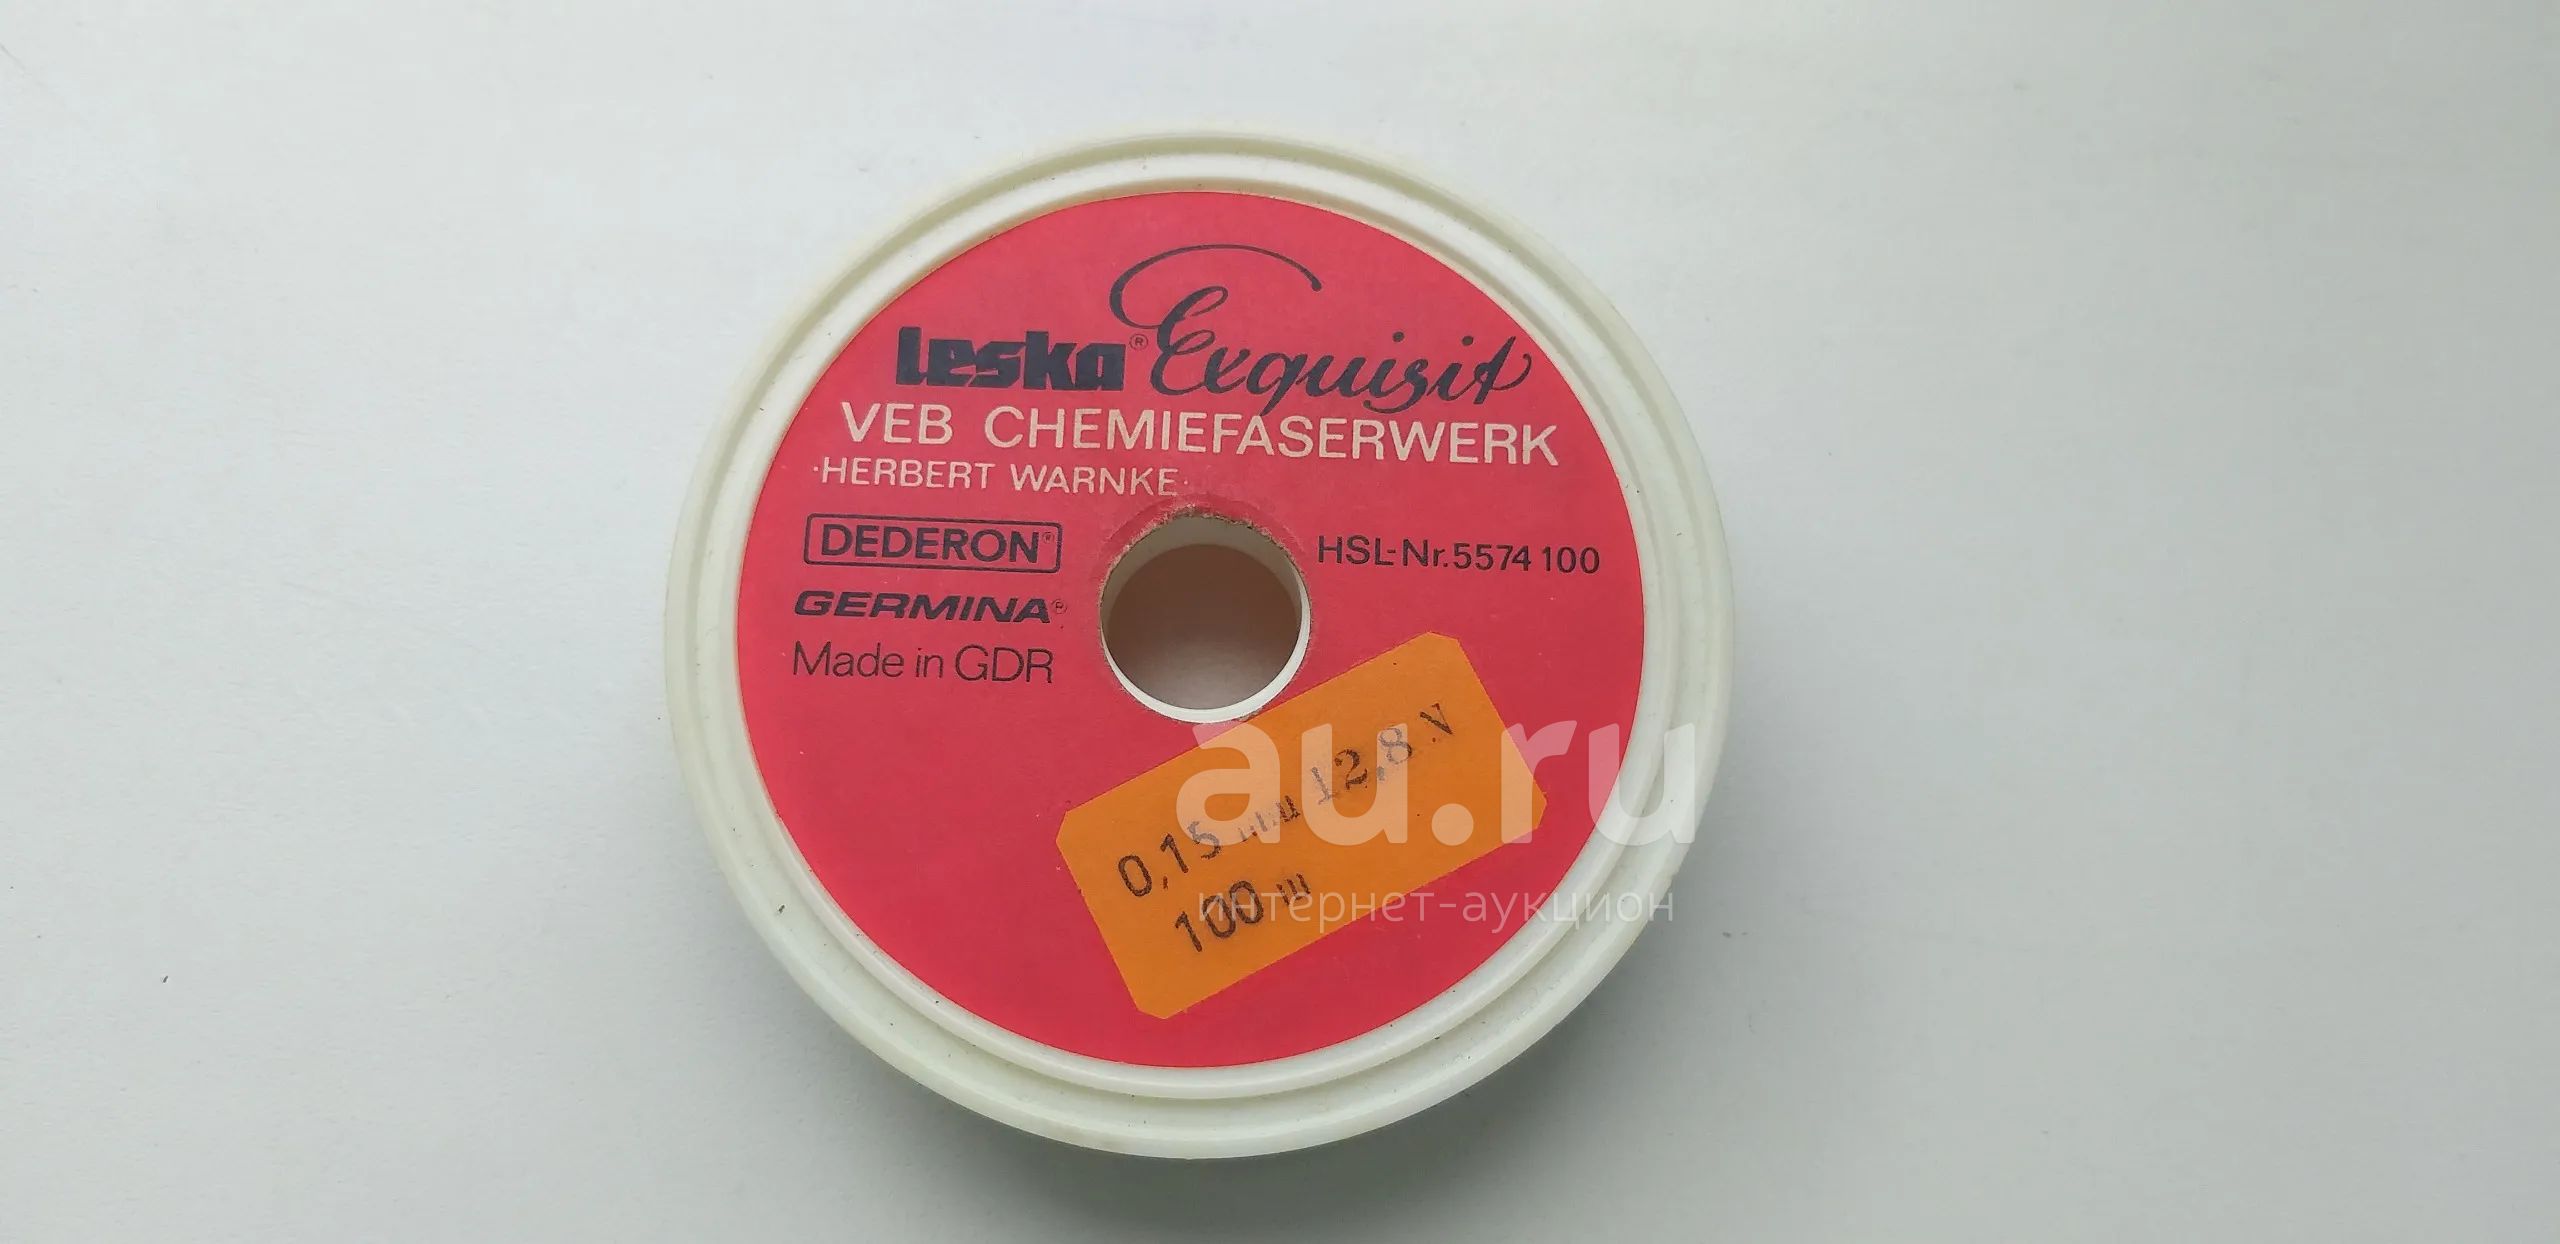 leska® Exquisit
VEB CHEMIEFASERWERK
·HERBERT WARNKE·
DEDERON®
HSL-Nr.5574 100
GERMINA®
Made in GDR
0,15 mm 12,8 N
100 m
au.ru
интернет-аукцион